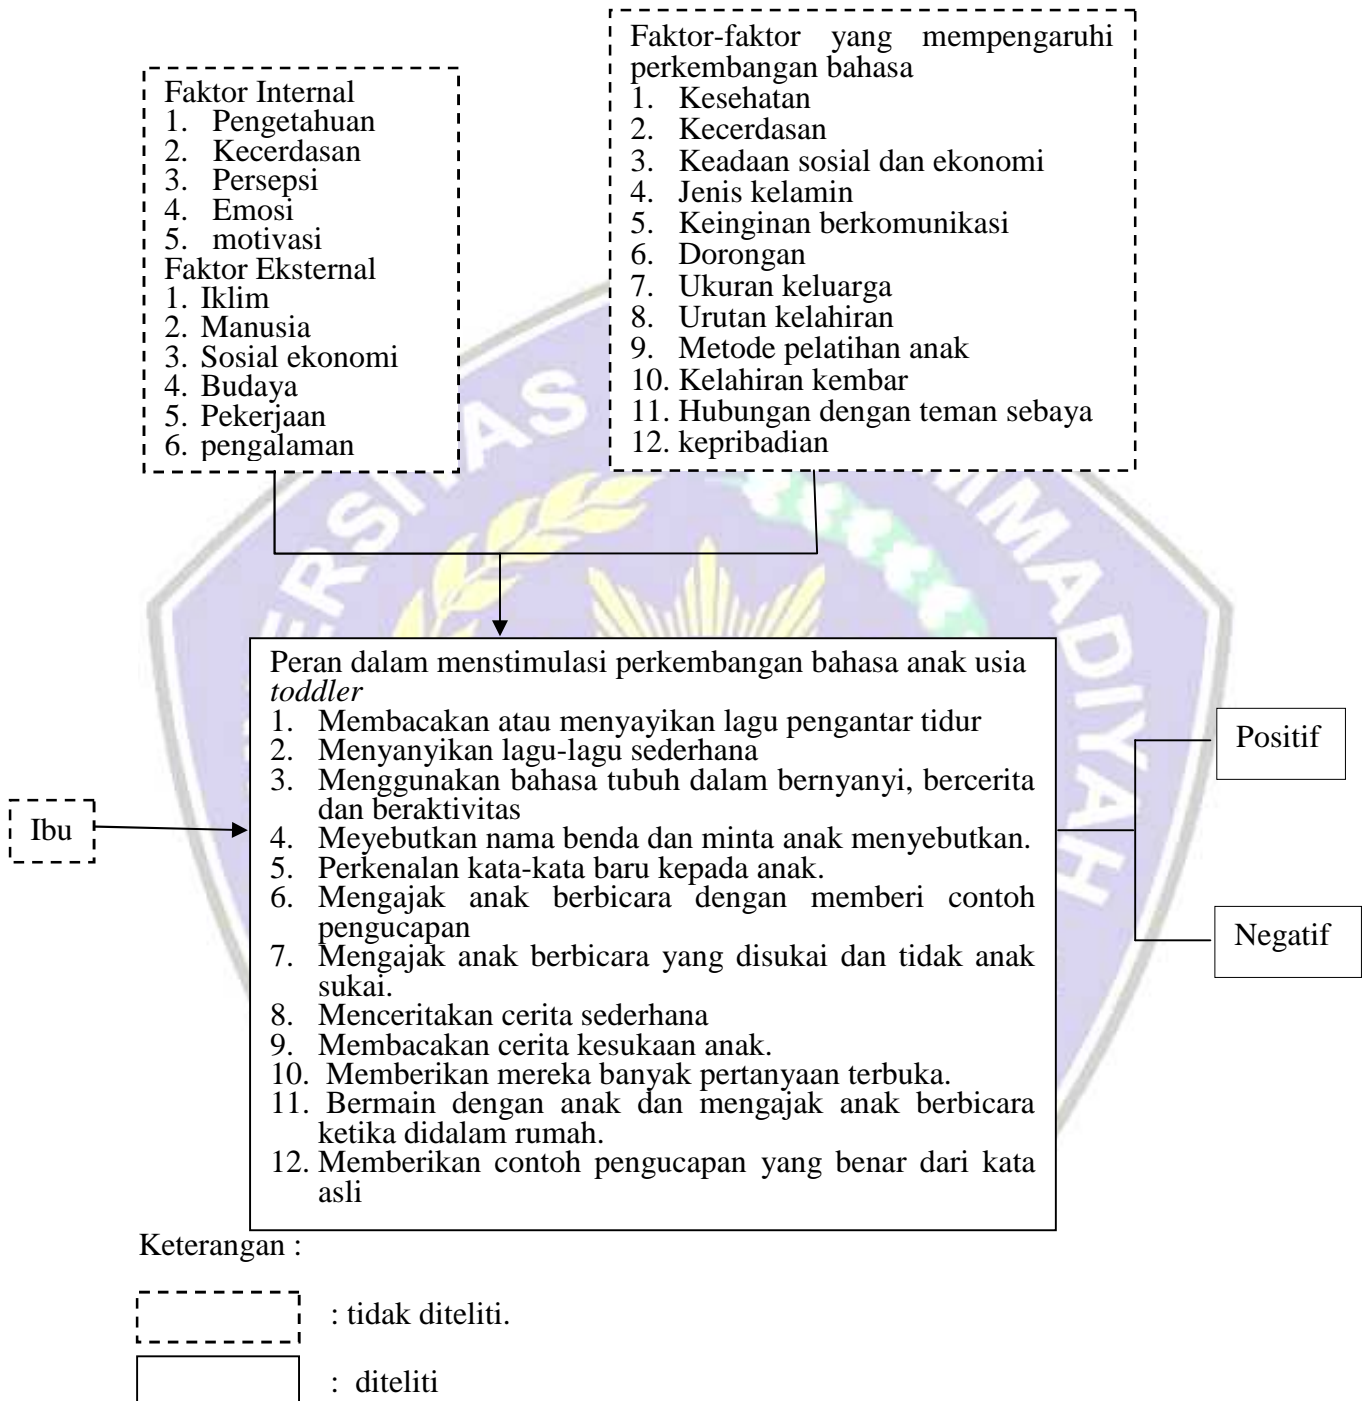 Faktor Internal
1. Pengetahuan
2. Kecerdasan
3. Persepsi
4. Emosi
5. motivasi
Faktor Eksternal
1. Iklim
2. Manusia
3. Sosial ekonomi
4. Budaya
5. Pekerjaan
6. pengalaman
Faktor-faktor yang mempengaruhi
perkembangan bahasa
1. Kesehatan
2. Kecerdasan
3. Keadaan sosial dan ekonomi
4. Jenis kelamin
5. Keinginan berkomunikasi
6. Dorongan
7. Ukuran keluarga
8. Urutan kelahiran
9. Metode pelatihan anak
10. Kelahiran kembar
11. Hubungan dengan teman sebaya
12. kepribadian
Ibu
Peran dalam menstimulasi perkembangan bahasa anak usia
toddler
1. Membacakan atau menyayikan lagu pengantar tidur
2. Menyanyikan lagu-lagu sederhana
3. Menggunakan bahasa tubuh dalam bernyanyi, bercerita
dan beraktivitas
4. Meyebutkan nama benda dan minta anak menyebutkan.
5. Perkenalan kata-kata baru kepada anak.
6. Mengajak anak berbicara dengan memberi contoh
pengucapan
7. Mengajak anak berbicara yang disukai dan tidak anak
sukai.
8. Menceritakan cerita sederhana
9. Membacakan cerita kesukaan anak.
10. Memberikan mereka banyak pertanyaan terbuka.
11. Bermain dengan anak dan mengajak anak berbicara
ketika didalam rumah.
12. Memberikan contoh pengucapan yang benar dari kata
asli
Positif
Negatif
Keterangan :
: tidak diteliti.
: diteliti